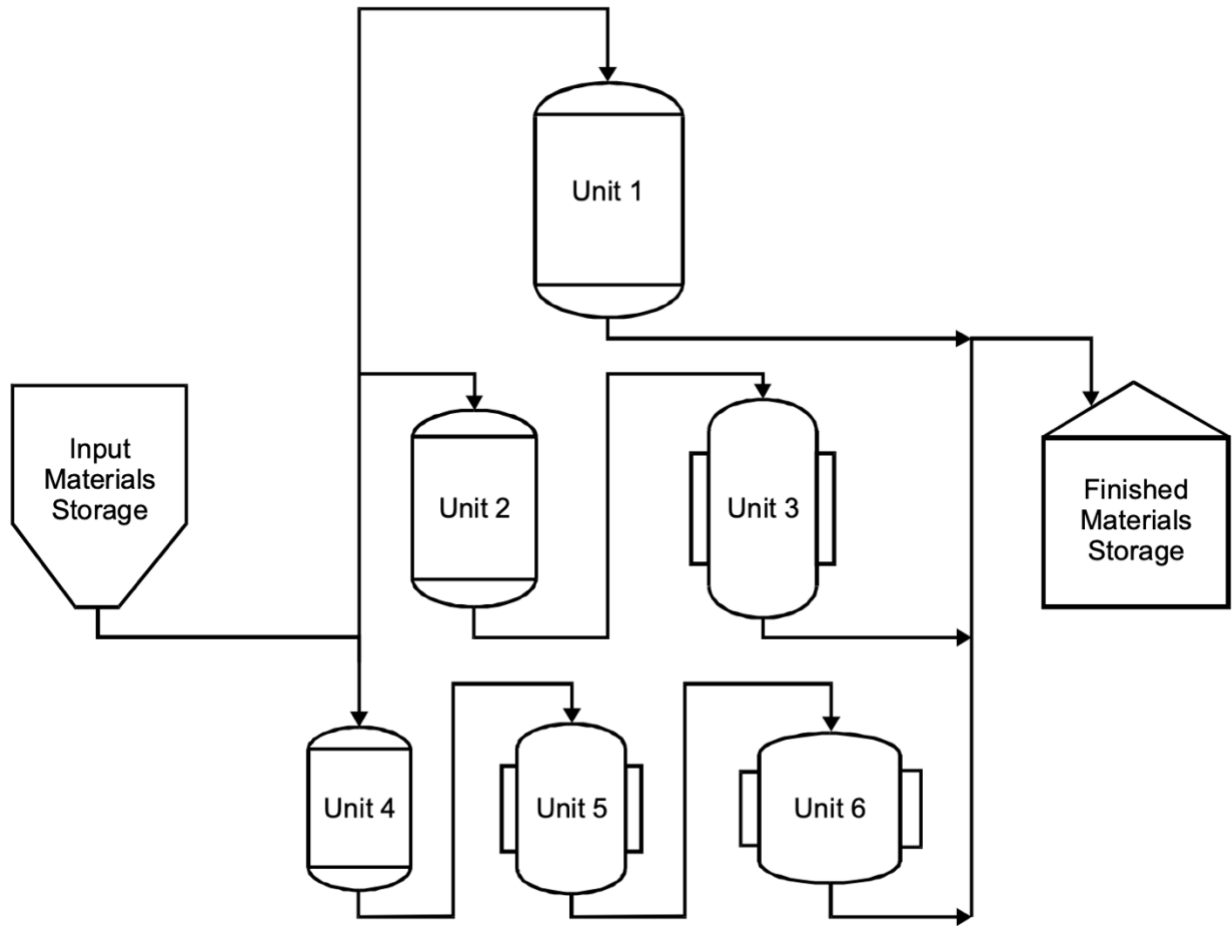 Unit 1
Input
Materials
Storage
Unit 2
Unit 3
Finished
Materials
Storage
Unit 4
Unit 5
Unit 6